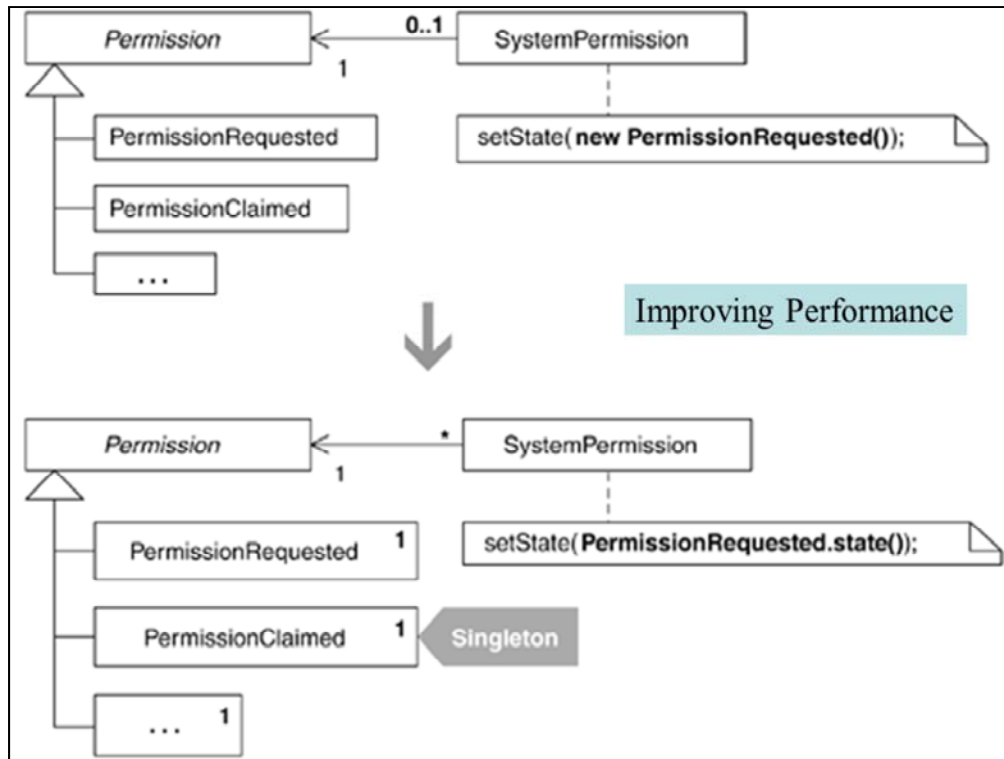 Permission
0..1
SystemPermission
1
PermissionRequested
setState(new PermissionRequested());
PermissionClaimed
...
Improving Performance
Permission
*
SystemPermission
1
PermissionRequested 1
setState(PermissionRequested.state());
PermissionClaimed 1
Singleton
... 1